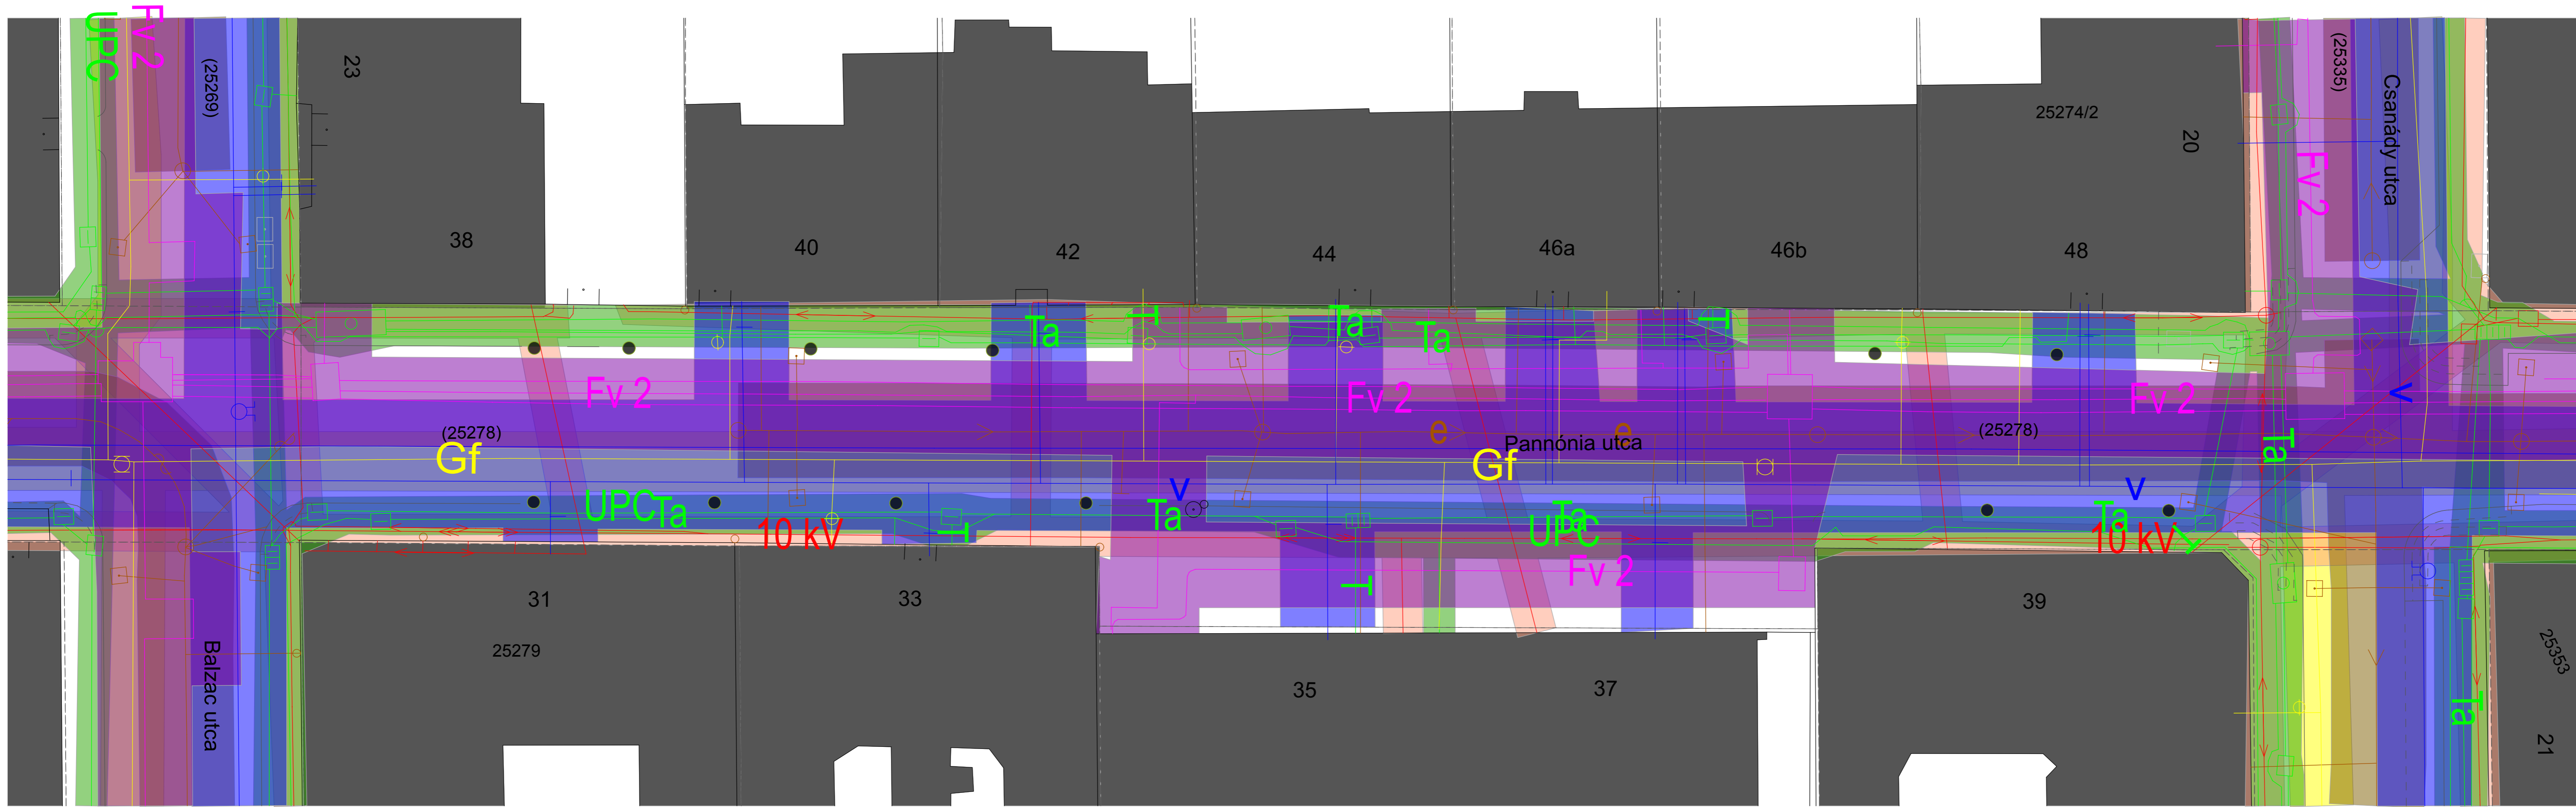 UPC
Fv 2
(25269)
23
(25335)
Csanády utca
25274/2
20
Fv 2
38
40
42
44
46a
46b
48
Ta
T
Ta
Ta
T
Fv 2
Fv 2
Fv 2
v
(25278)
e
e
Pannónia utca
(25278)
Gf
Gf
Ta
UPC
Ta
v
Ta
v
Ta
Ta
10 kV
T
UPC
10 kV
T
Fv 2
T
31
33
39
25279
35
37
Balzac utca
25353
Ta
21